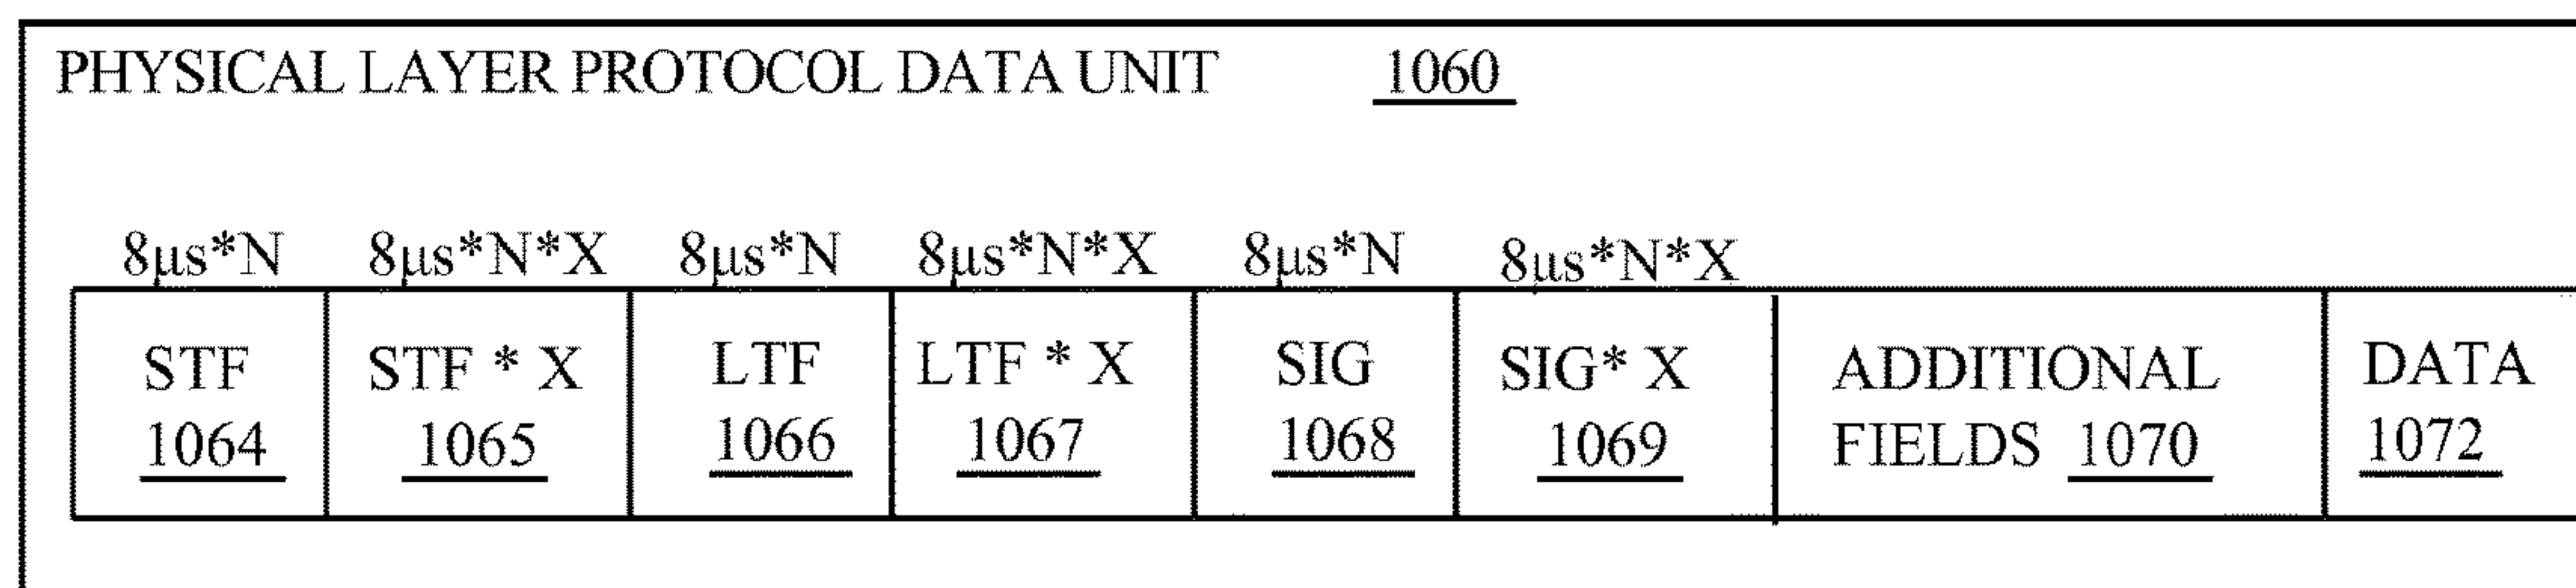 PHYSICAL LAYER PROTOCOL DATA UNIT 1060
8μs*N 8μs*N*X 8μs*N 8μs*N*X 8μs*N 8μs*N*X
STF STF * X LTF LTF * X SIG SIG* X ADDITIONAL DATA
1064 1065 1066 1067 1068 1069 FIELDS 1070 1072